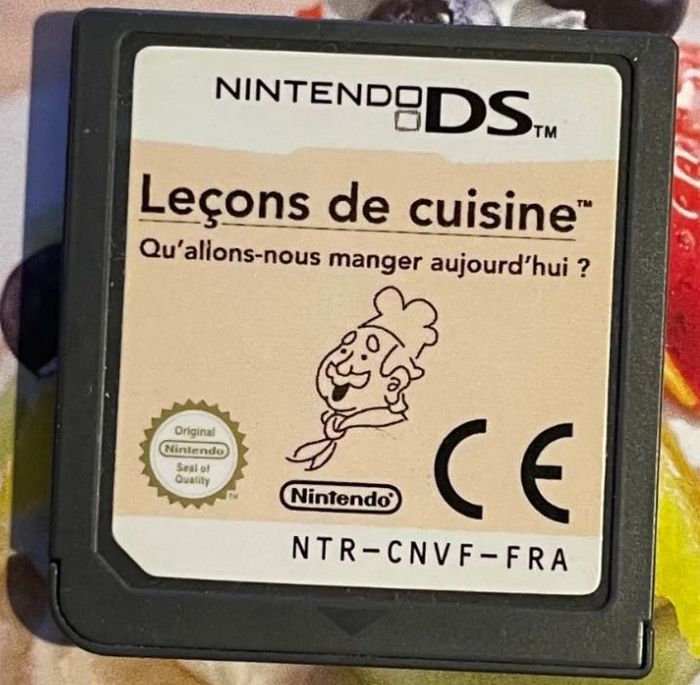 NINTENDO DS™
Leçons de cuisine™
Qu'allons-nous manger aujourd'hui ?
Original
Nintendo
Seal of
Quality
TM
Nintendo®
CE
NTR-CNVF-FRA